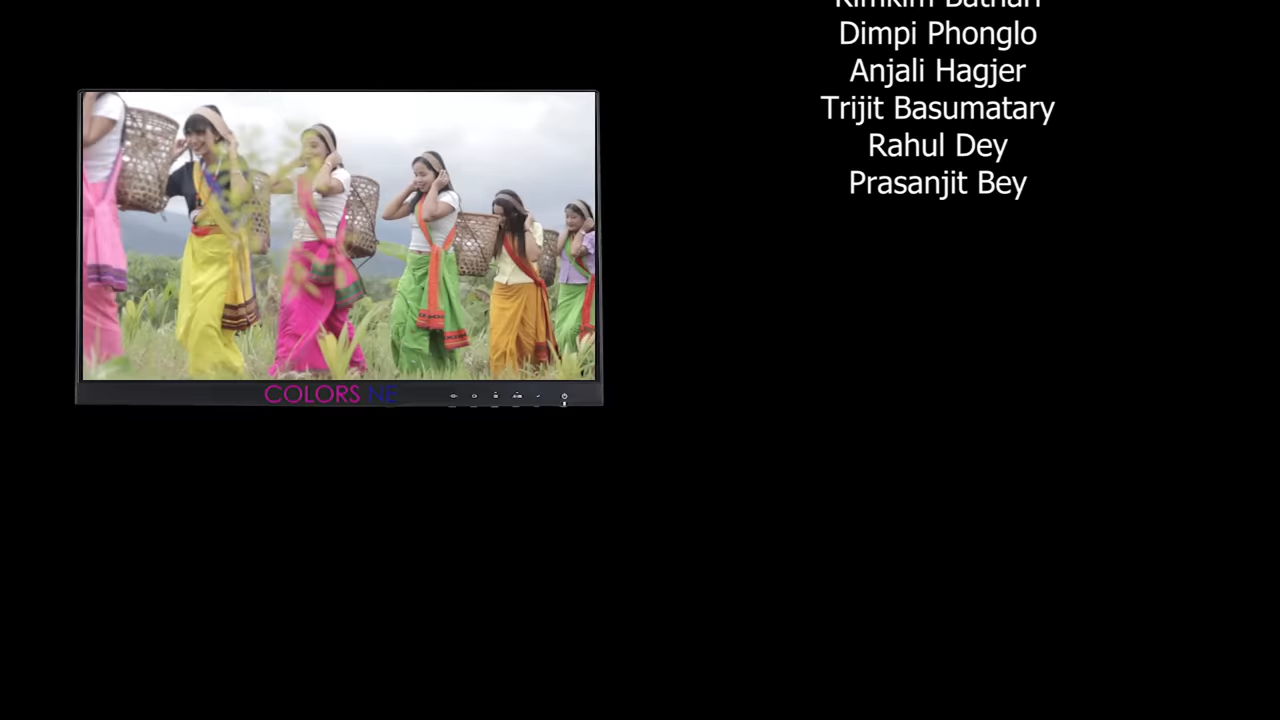 Dimpi Phonglo
Anjali Hagjer
Trijit Basumatary
Rahul Dey
Prasanjit Bey
COLORS NE